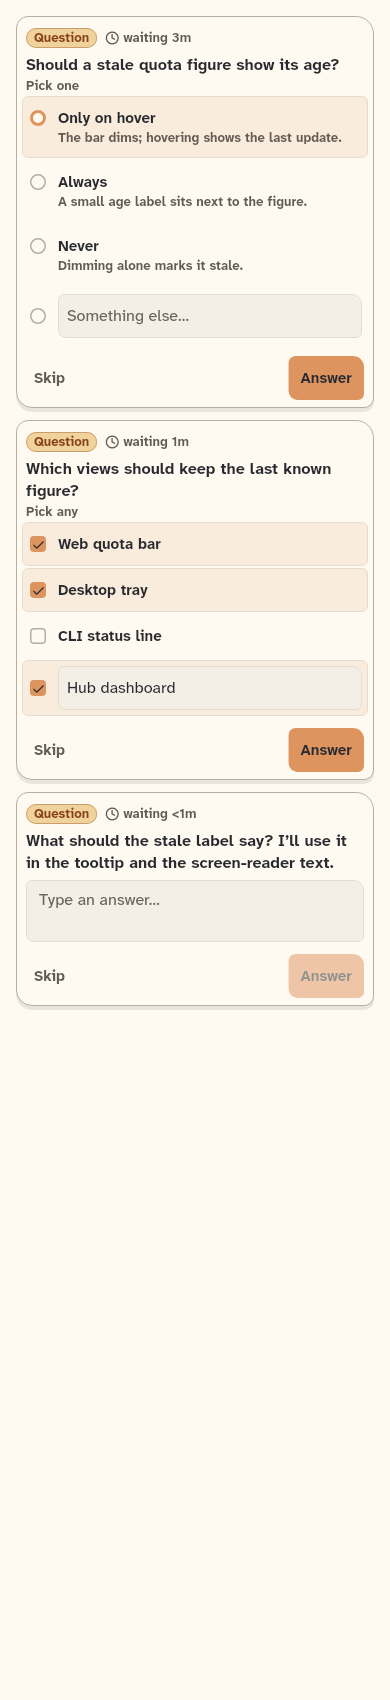 Question waiting 3m
Should a stale quota figure show its age?
Pick one
Only on hover
The bar dims; hovering shows the last update.
Always
A small age label sits next to the figure.
Never
Dimming alone marks it stale.
Something else…
Skip Answer
Question waiting 1m
Which views should keep the last known
figure?
Pick any
Web quota bar
Desktop tray
CLI status line
Hub dashboard
Skip Answer
Question waiting <1m
What should the stale label say? I’ll use it
in the tooltip and the screen-reader text.
Type an answer…
Skip Answer